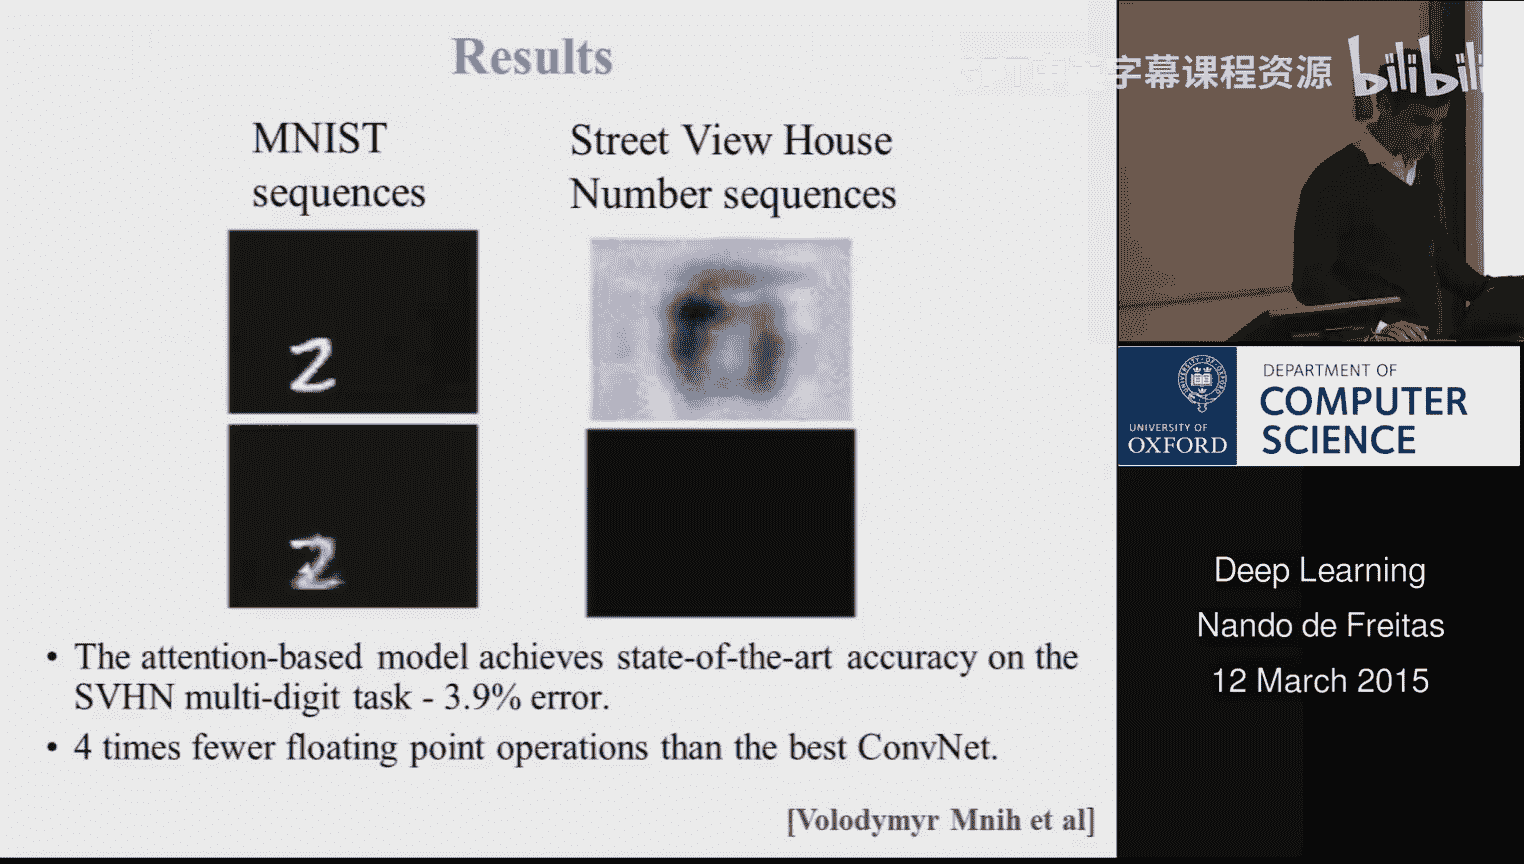 Results
MNIST
sequences
Street View House
Number sequences
2
2
• The attention-based model achieves state-of-the-art accuracy on the
SVHN multi-digit task - 3.9% error.
• 4 times fewer floating point operations than the best ConvNet.
[Volodymyr Mnih et al]
字幕课程资源 bilibili
UNIVERSITY OF
OXFORD
DEPARTMENT OF
COMPUTER
SCIENCE
Deep Learning
Nando de Freitas
12 March 2015